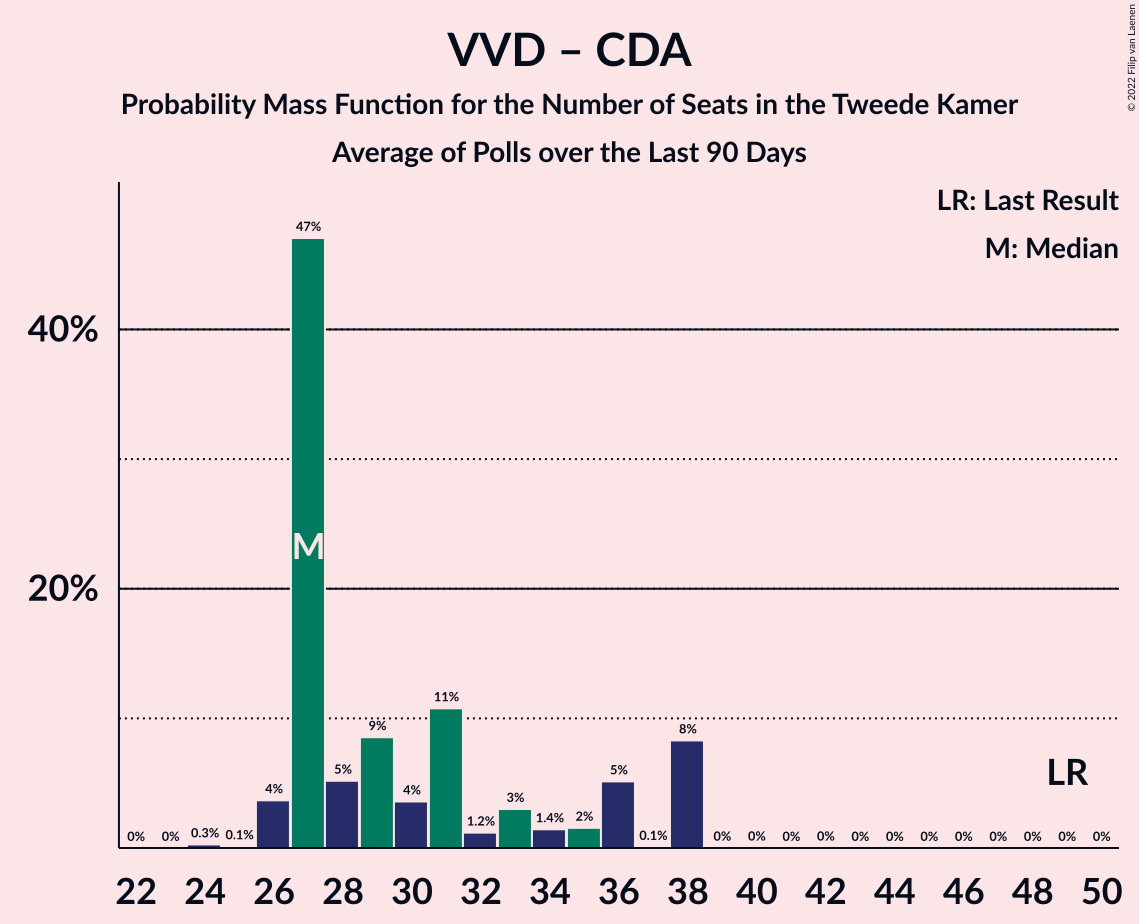 VVD – CDA
Probability Mass Function for the Number of Seats in the Tweede Kamer
Average of Polls over the Last 90 Days
© 2022 Filip van Laenen
LR: Last Result
M: Median
40%
20%
0% 0% 0.3% 0.1% 4% 47% 5% 9% 4% 11% 1.2% 3% 1.4% 2% 5% 0.1% 8% 0% 0% 0% 0% 0% 0% 0% 0% 0% 0% 0% 0%
M
LR
22 24 26 28 30 32 34 36 38 40 42 44 46 48 50